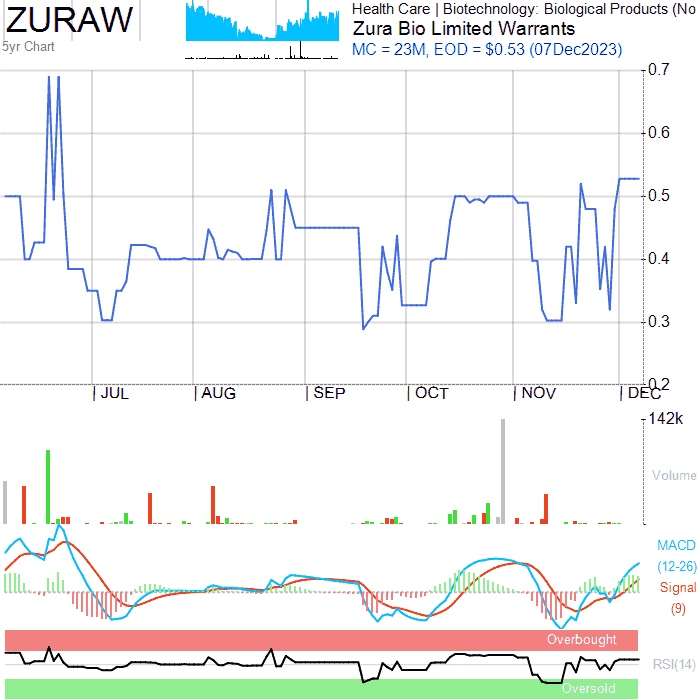 ZURAW
5yr Chart
Health Care | Biotechnology: Biological Products (No
Zura Bio Limited Warrants
MC = 23M, EOD = $0.53 (07Dec2023)
0.7
0.6
0.5
0.4
0.3
0.2
JUL AUG SEP OCT NOV DEC
142k
Volume
MACD
(12-26)
Signal
(9)
Overbought
RSI(14)
Oversold